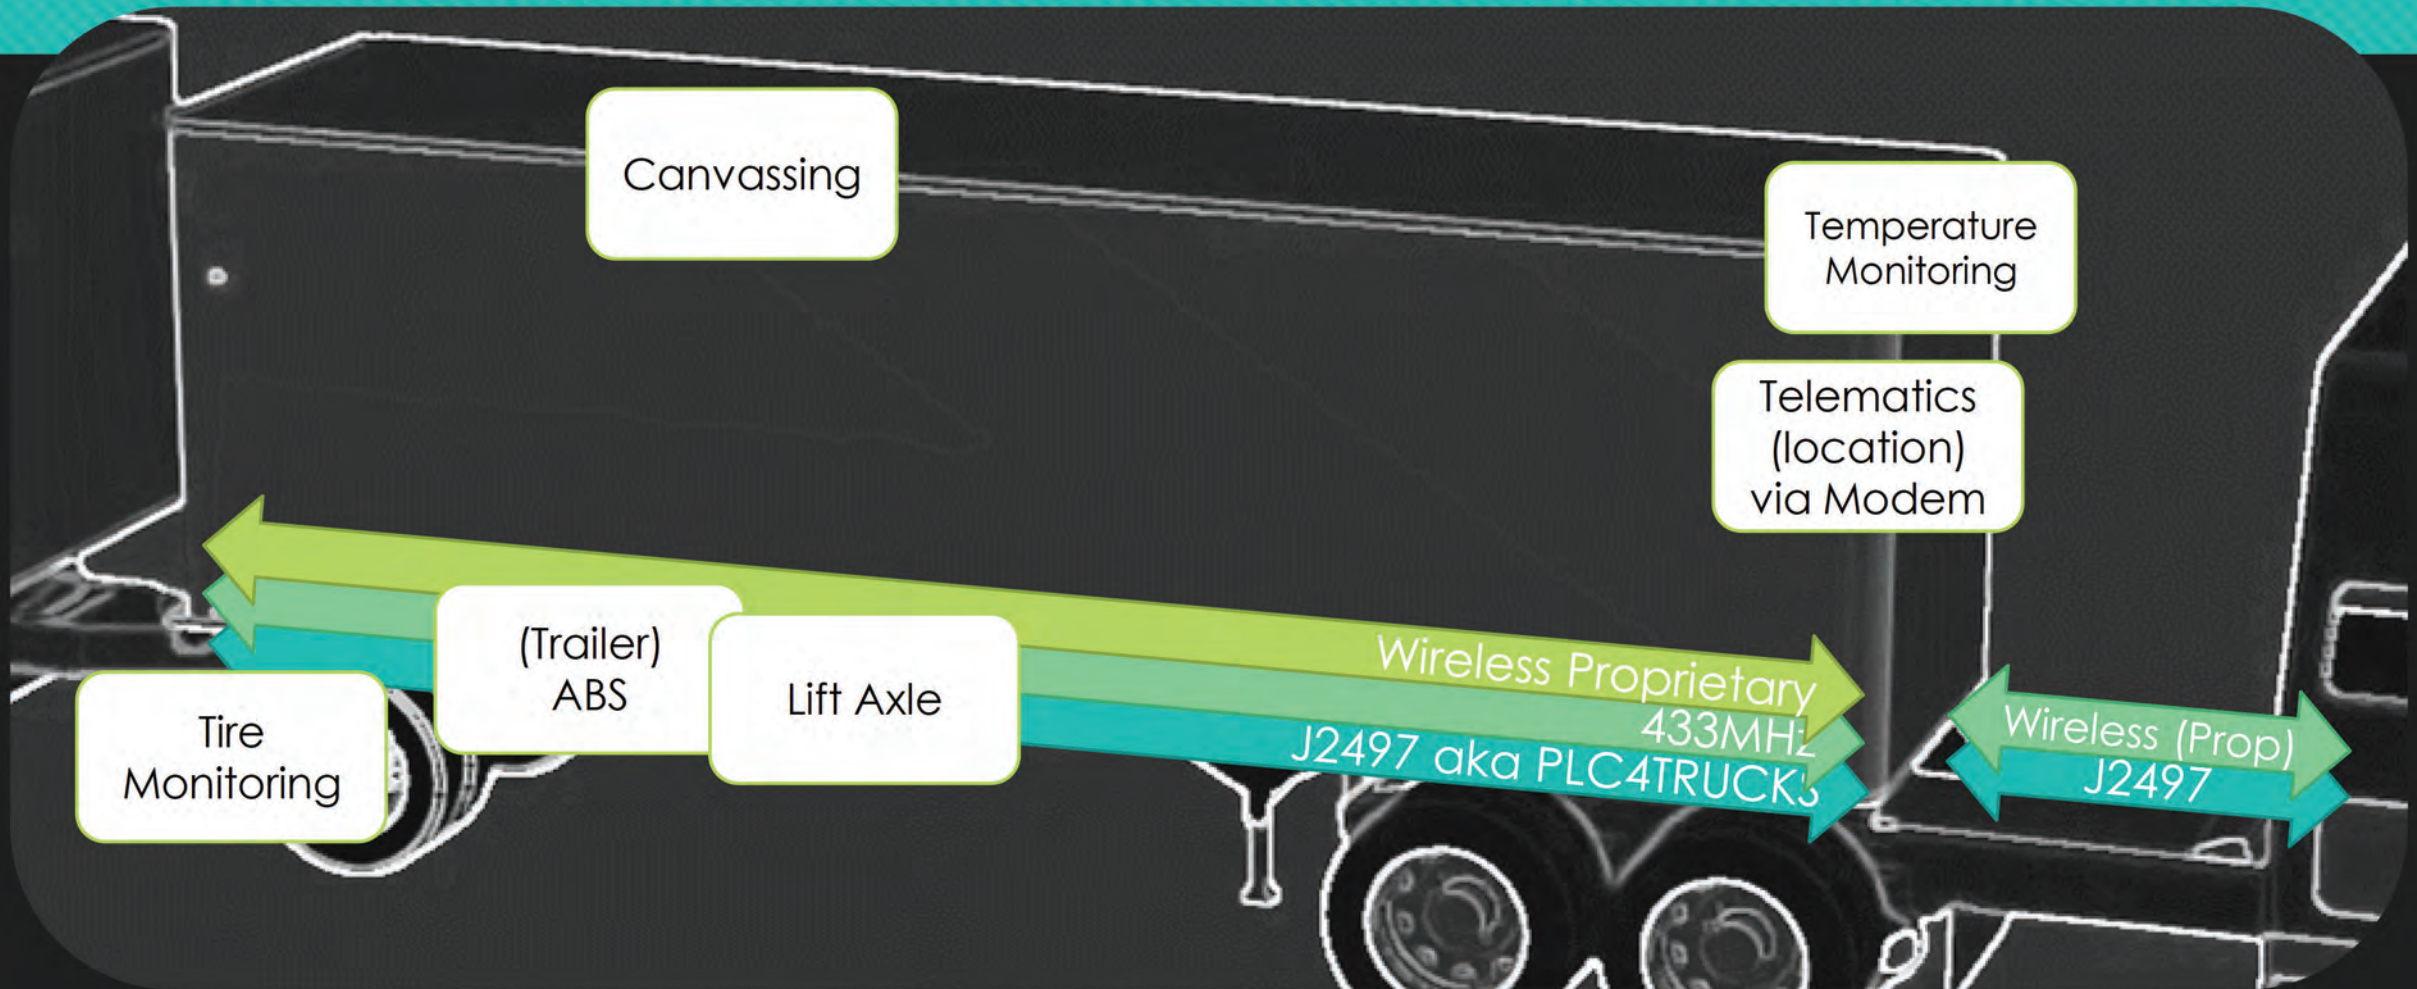 Canvassing
Temperature
Monitoring
Telematics
(location)
via Modem
(Trailer)
ABS
Lift Axle
Tire
Monitoring
Wireless Proprietary
433MHz
J2497 aka PLC4TRUCKS
Wireless (Prop)
J2497